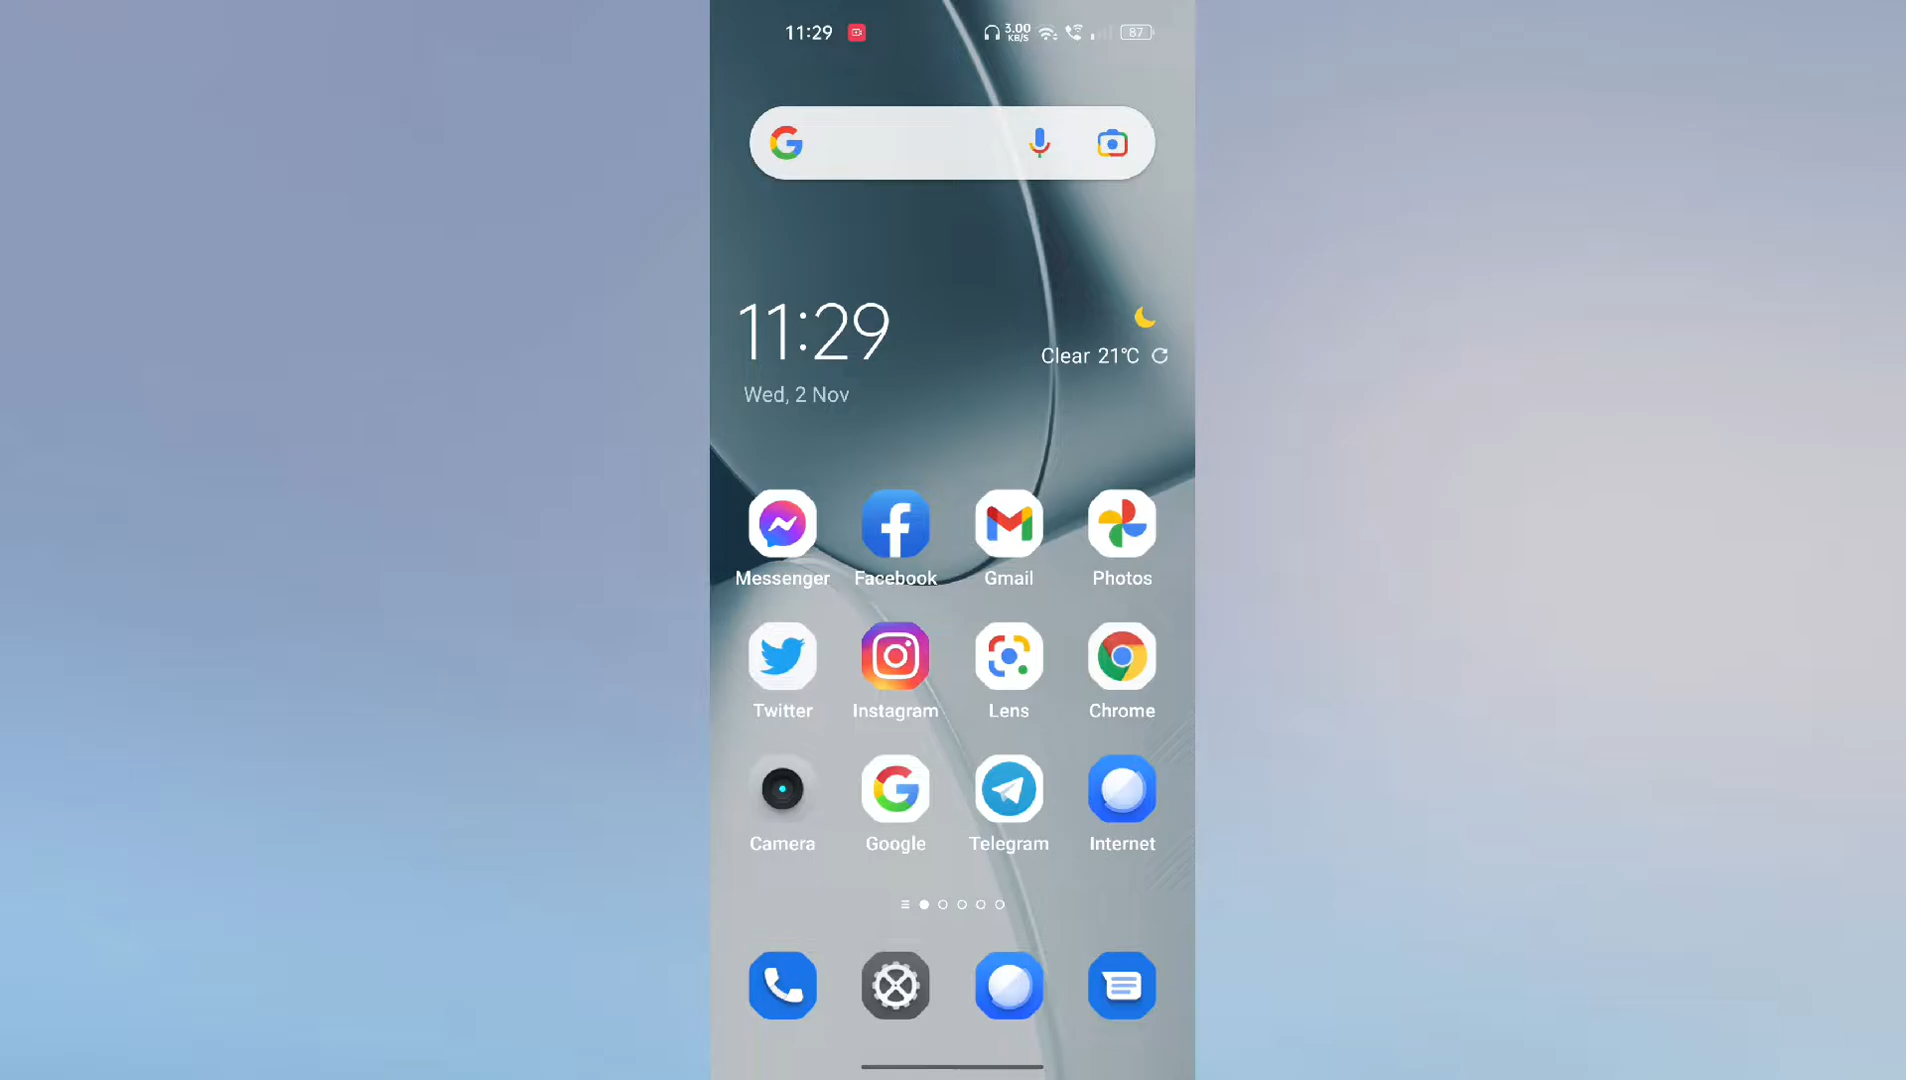 11:29 3.00 87
KB/S
11:29
Clear 21°C
Wed, 2 Nov
Messenger Facebook Gmail Photos
Twitter Instagram Lens Chrome
Camera Google Telegram Internet